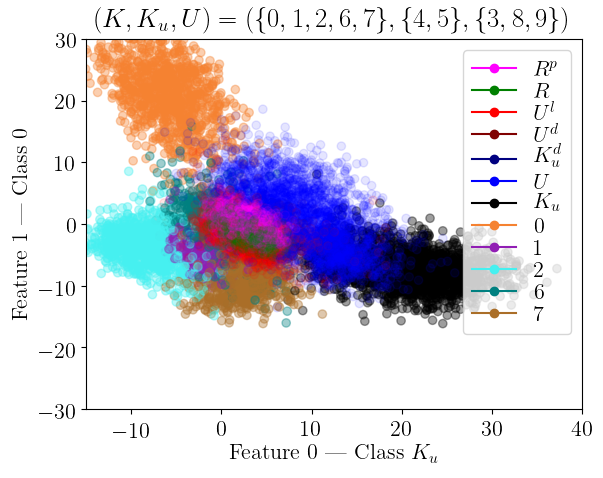 (K, K_u, U) = ({0, 1, 2, 6, 7}, {4, 5}, {3, 8, 9})
30
20
10
0
−10
−20
−30
Feature 1 — Class 0
R^p
R
U^l
U^d
K_u^d
U
K_u
0
1
2
6
7
−10
0
10
20
30
40
Feature 0 — Class K_u